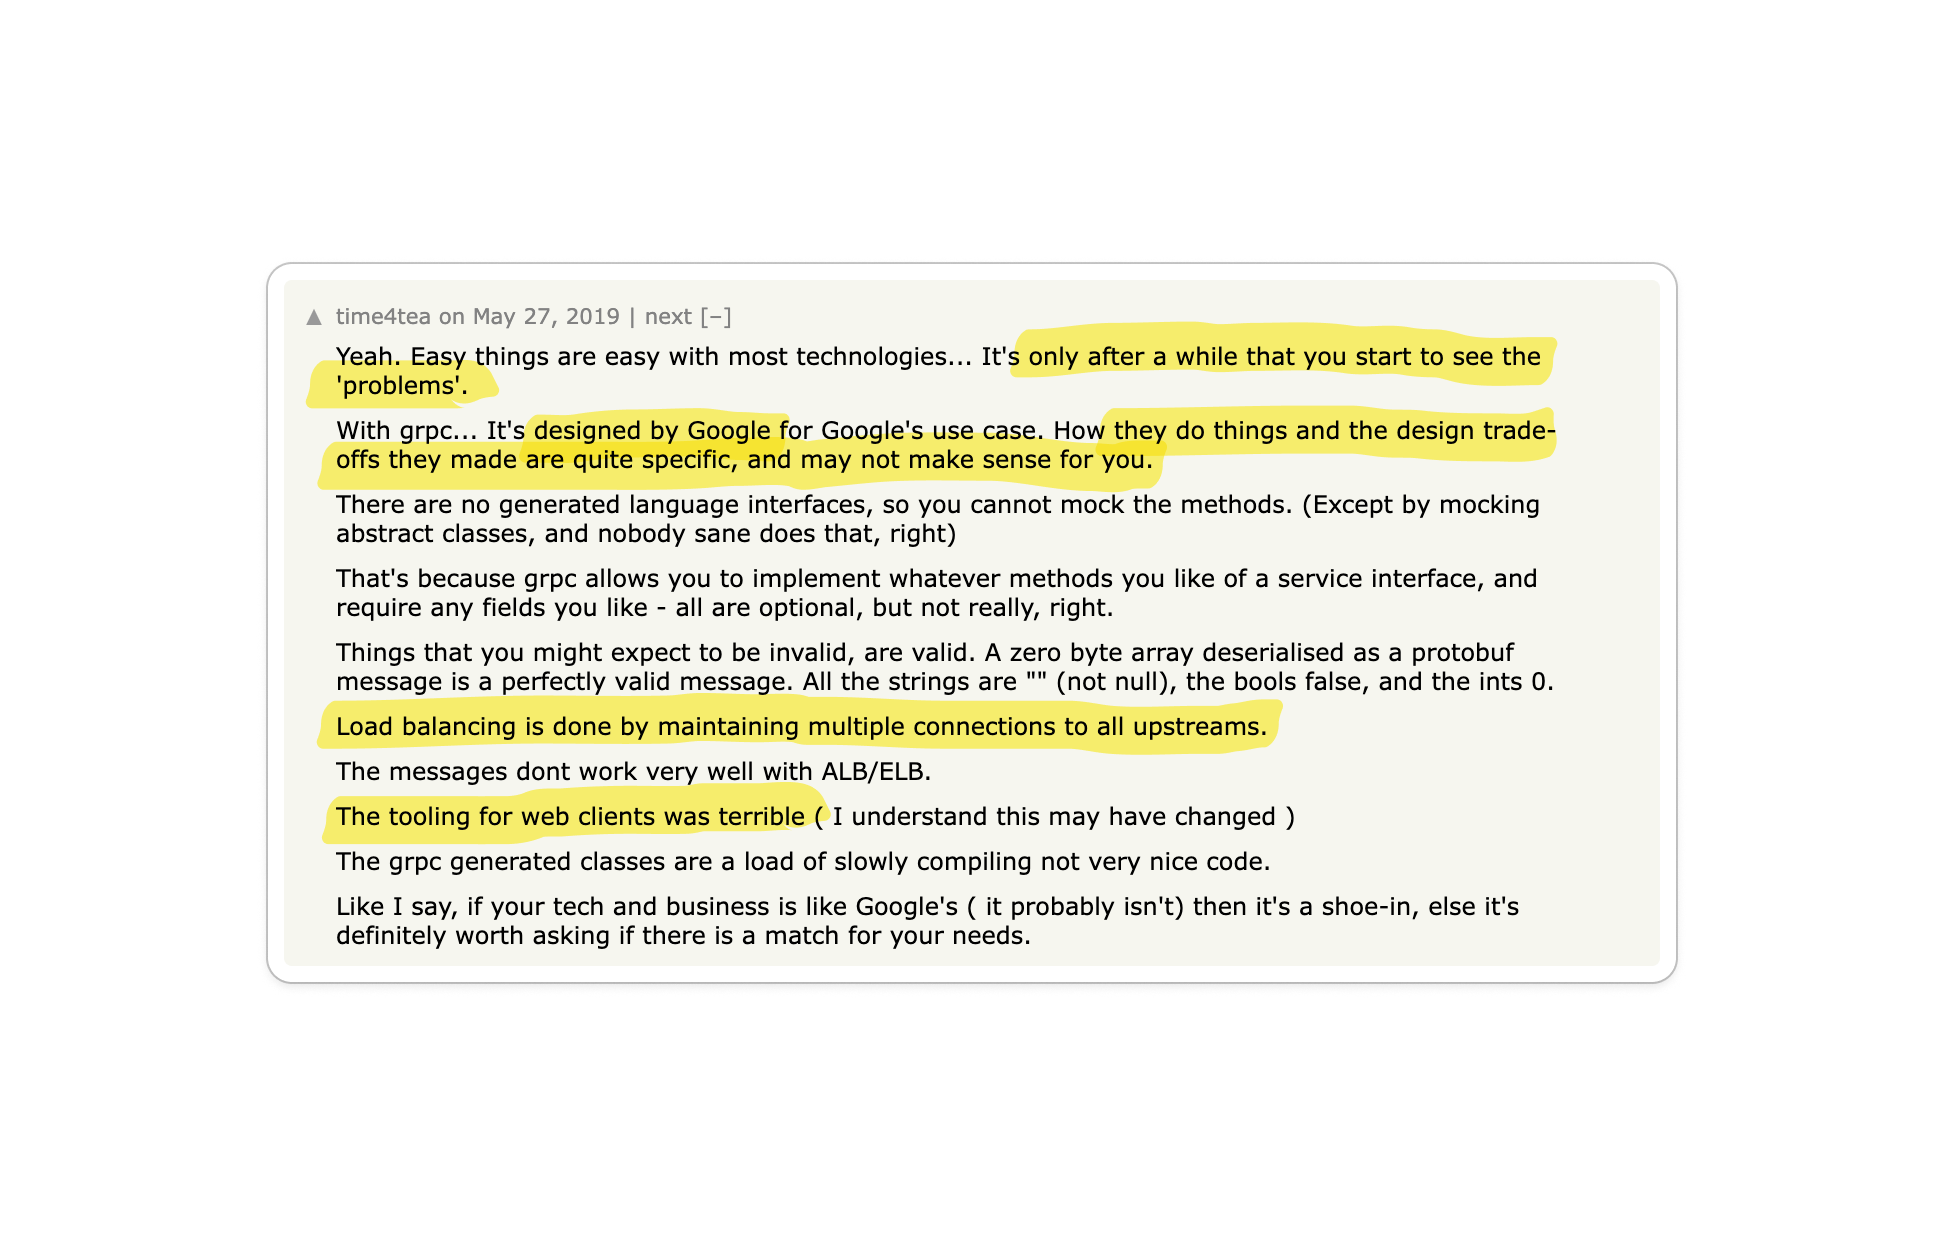 ▲ time4tea on May 27, 2019 | next [–]
Yeah. Easy things are easy with most technologies... It's only after a while that you start to see the
'problems'.
With grpc... It's designed by Google for Google's use case. How they do things and the design trade-
offs they made are quite specific, and may not make sense for you.
There are no generated language interfaces, so you cannot mock the methods. (Except by mocking
abstract classes, and nobody sane does that, right)
That's because grpc allows you to implement whatever methods you like of a service interface, and
require any fields you like - all are optional, but not really, right.
Things that you might expect to be invalid, are valid. A zero byte array deserialised as a protobuf
message is a perfectly valid message. All the strings are "" (not null), the bools false, and the ints 0.
Load balancing is done by maintaining multiple connections to all upstreams.
The messages dont work very well with ALB/ELB.
The tooling for web clients was terrible ( I understand this may have changed )
The grpc generated classes are a load of slowly compiling not very nice code.
Like I say, if your tech and business is like Google's ( it probably isn't) then it's a shoe-in, else it's
definitely worth asking if there is a match for your needs.